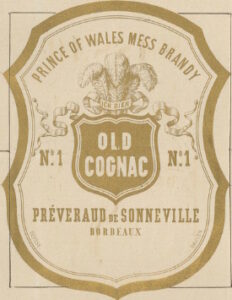 PRINCE OF WALES MESS BRANDY
ICH DIEN
OLD
COGNAC
No. 1
No. 1
PRÉVERAUD DE SONNEVILLE
BORDEAUX